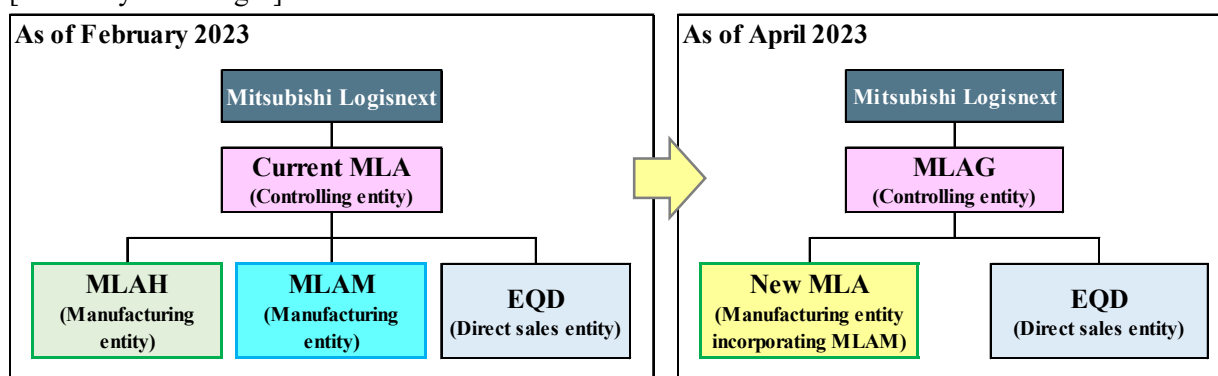 As of February 2023
Mitsubishi Logisnext
Current MLA
(Controlling entity)
MLAH
(Manufacturing
entity)
MLAM
(Manufacturing
entity)
EQD
(Direct sales entity)
As of April 2023
Mitsubishi Logisnext
MLAG
(Controlling entity)
New MLA
(Manufacturing entity
incorporating MLAM)
EQD
(Direct sales entity)